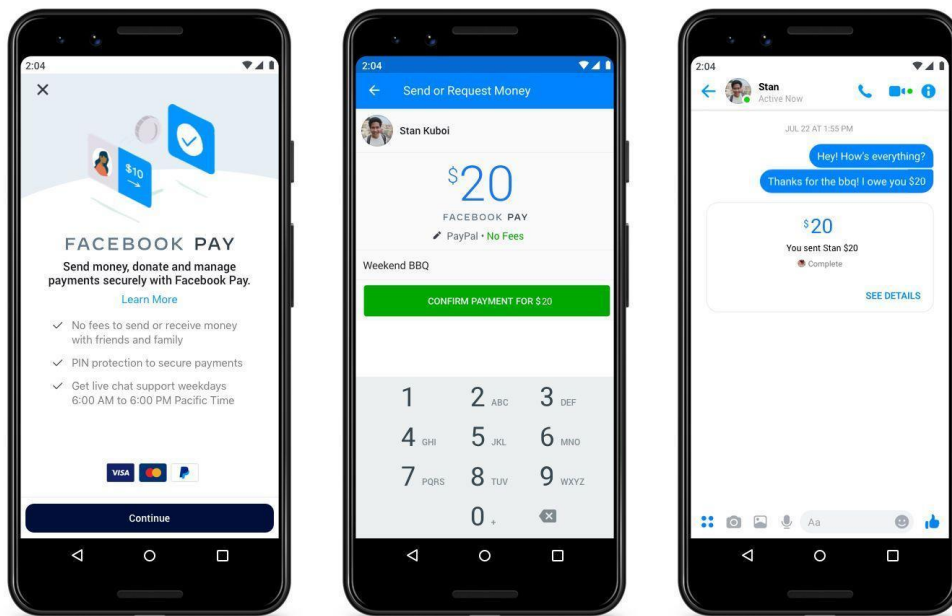 2:04
$10
FACEBOOK PAY
Send money, donate and manage
payments securely with Facebook Pay.
Learn More
No fees to send or receive money
with friends and family
PIN protection to secure payments
Get live chat support weekdays
6:00 AM to 6:00 PM Pacific Time
VISA
Continue
2:04
Send or Request Money
Stan Kuboi
$20
FACEBOOK PAY
PayPal • No Fees
Weekend BBQ
CONFIRM PAYMENT FOR $20
1 2 ABC 3 DEF
4 GHI 5 JKL 6 MNO
7 PQRS 8 TUV 9 WXYZ
0 +
2:04
Stan
Active Now
JUL 22 AT 1:55 PM
Hey! How's everything?
Thanks for the bbq! I owe you $20
$20
You sent Stan $20
Complete
SEE DETAILS
Aa